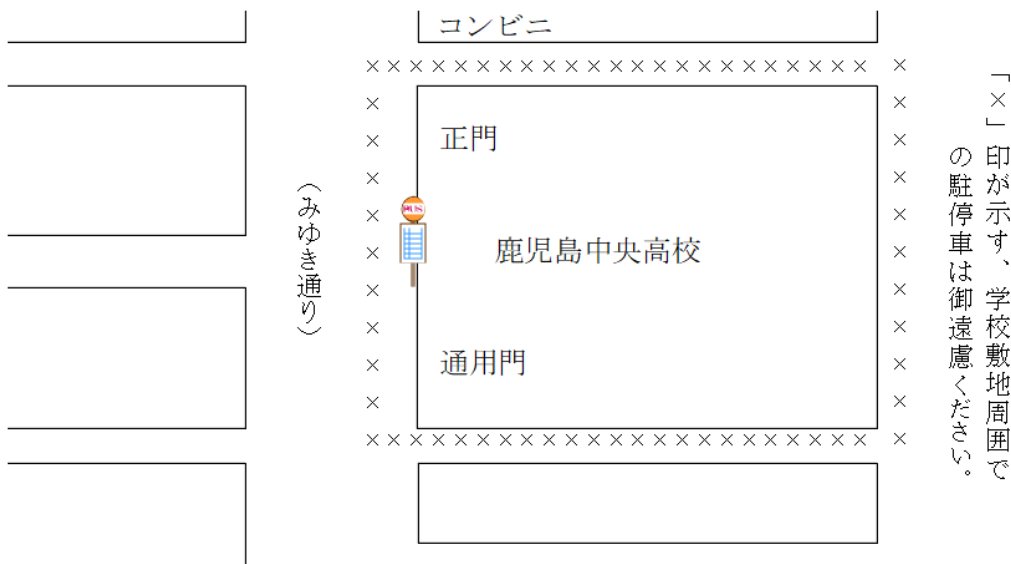 コンビニ
正門
(みゆき通り)
BUS
鹿児島中央高校
通用門
「×」印が示す、学校敷地周囲で
の駐停車は御遠慮ください。